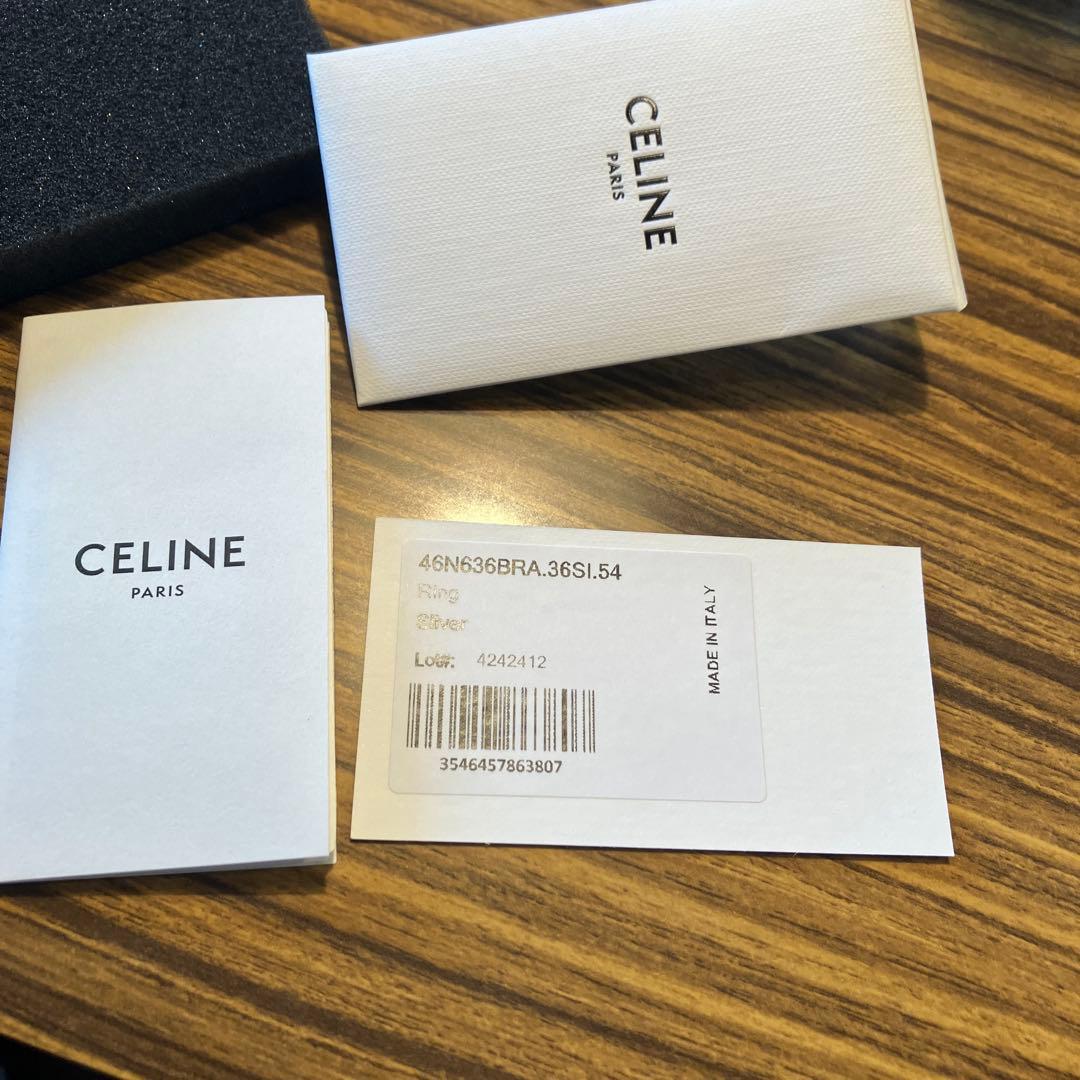 CELINE
PARIS
CELINE
PARIS
46N636BRA.36SI.54
Ring
Silver
Lot#: 4242412
3546457863807
MADE IN ITALY